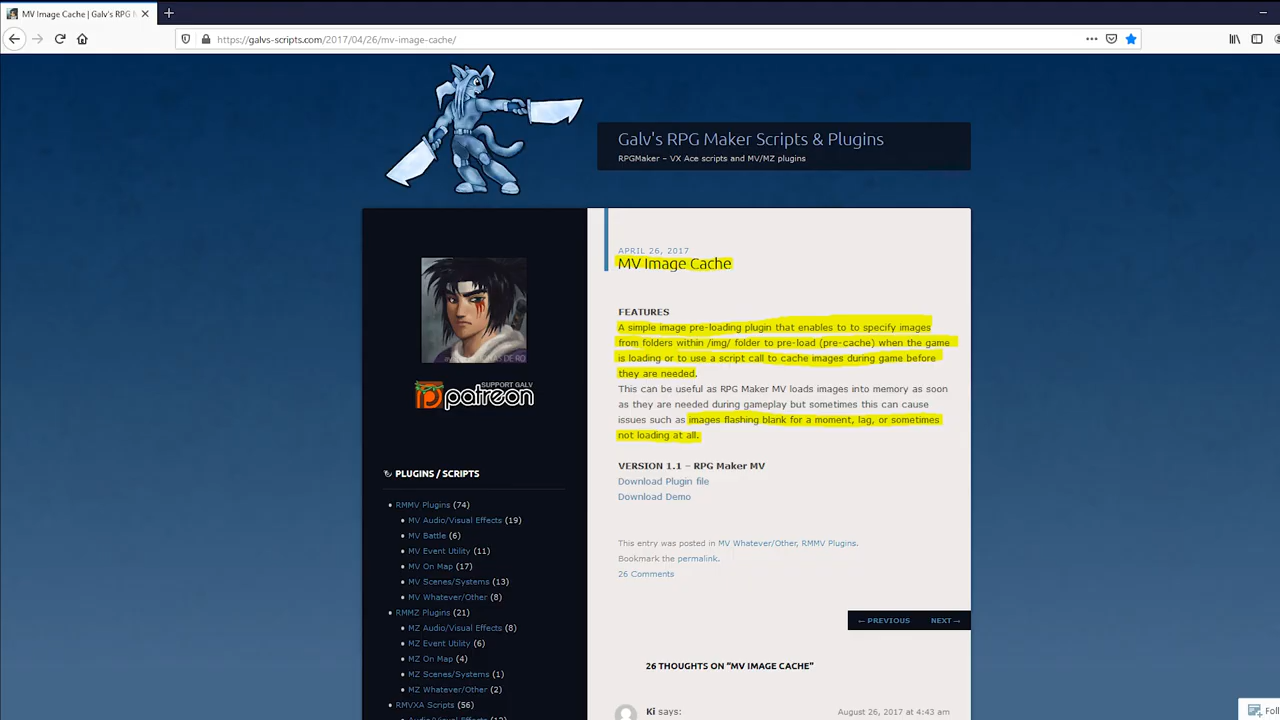 MV Image Cache | Galv's RPG M
https://galvs-scripts.com/2017/04/26/mv-image-cache/
Galv's RPG Maker Scripts & Plugins
RPGMaker – VX Ace scripts and MV/MZ plugins
APRIL 26, 2017
MV Image Cache
FEATURES
A simple image pre-loading plugin that enables to to specify images
from folders within /img/ folder to pre-load (pre-cache) when the game
is loading or to use a script call to cache images during game before
they are needed.
This can be useful as RPG Maker MV loads images into memory as soon
as they are needed during gameplay but sometimes this can cause
issues such as images flashing blank for a moment, lag, or sometimes
not loading at all.
VERSION 1.1 – RPG Maker MV
Download Plugin file
Download Demo
This entry was posted in MV Whatever/Other, RMMV Plugins.
Bookmark the permalink.
26 Comments
← PREVIOUS NEXT →
26 THOUGHTS ON "MV IMAGE CACHE"
Ki says:
August 26, 2017 at 4:43 am
SUPPORT GALV
patreon
PLUGINS / SCRIPTS
RMMV Plugins (74)
MV Audio/Visual Effects (19)
MV Battle (6)
MV Event Utility (11)
MV On Map (17)
MV Scenes/Systems (13)
MV Whatever/Other (8)
RMMZ Plugins (21)
MZ Audio/Visual Effects (8)
MZ Event Utility (6)
MZ On Map (4)
MZ Scenes/Systems (1)
MZ Whatever/Other (2)
RMVXA Scripts (56)
Foll